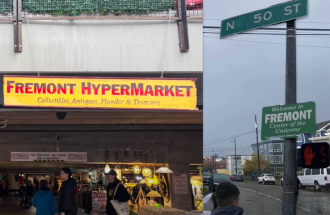 FREMONT HYPERMARKET
Collectibles, Antiques, Plunder & Treasures
N 50 ST
Welcome to
FREMONT
Center of the
Universe